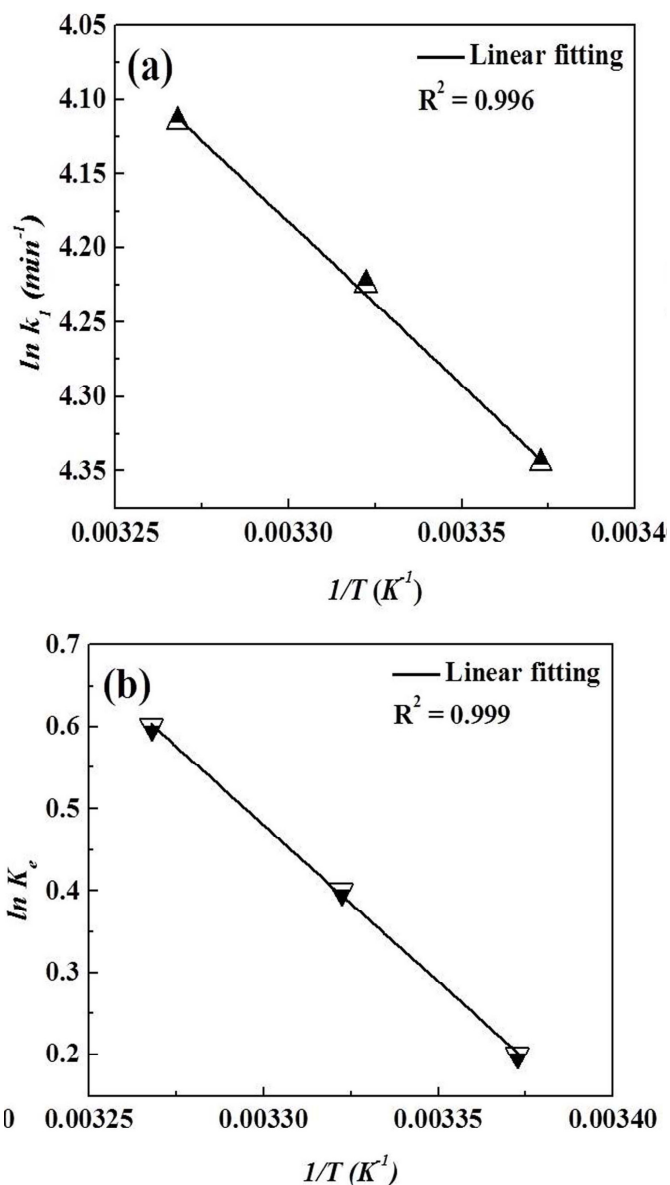 4.05
(a)
Linear fitting
R² = 0.996
4.10
4.15
4.20
4.25
4.30
4.35
ln k₁ (min⁻¹)
0.00325 0.00330 0.00335 0.00340
1/T (K⁻¹)
0.7
(b)
Linear fitting
R² = 0.999
0.6
0.5
0.4
0.3
0.2
ln Kₑ
0 0.00325 0.00330 0.00335 0.00340
1/T (K⁻¹)